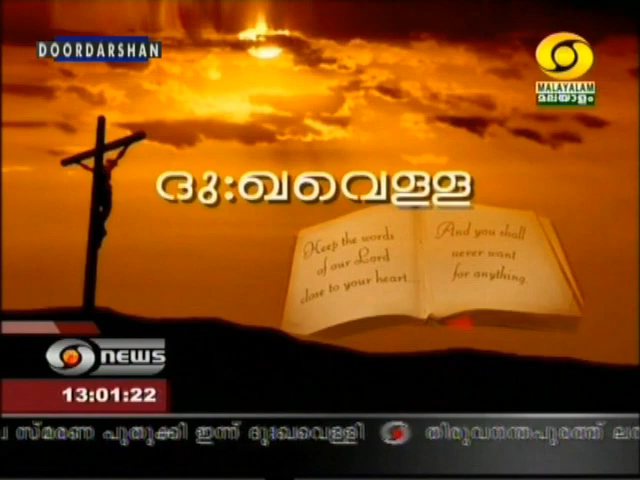 DOORDARSHAN
MALAYALAM
മലയാളം
ദു:ഖവെള്ള
Keep the words
of our Lord
close to your heart...
And you shall
never want
for anything.
NEWS
13:01:22
സ്മരണ പുതുക്കി ഇന്ന് ദുഃഖവെള്ളി തിരുവനന്തപുരത്ത്